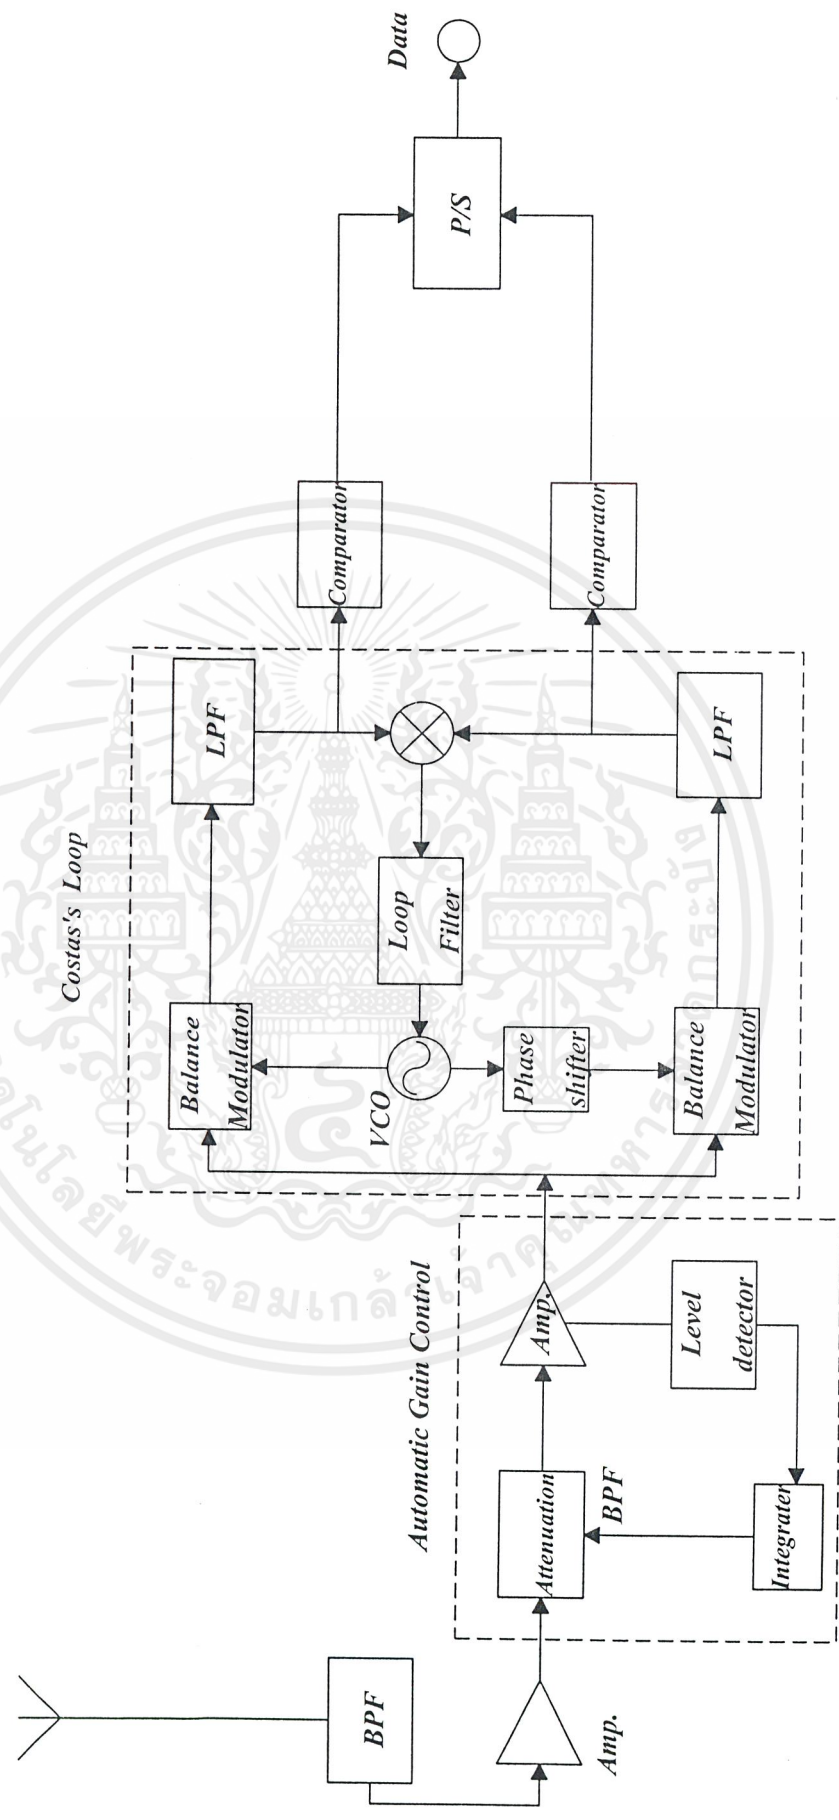 BPF
Amp.
Automatic Gain Control
Attenuation
BPF
Amp.
Level
detector
Integrater
Costas's Loop
Balance
Modulator
LPF
VCO
Loop
Filter
Phase
shifter
Balance
Modulator
LPF
Comparator
Comparator
P/S
Data